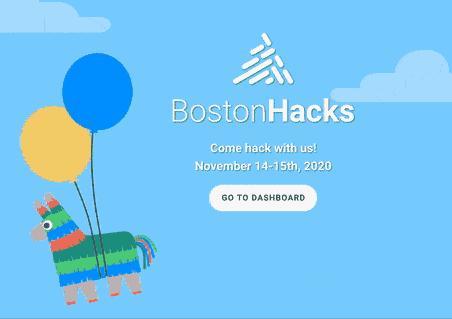 BostonHacks
Come hack with us!
November 14-15th, 2020
GO TO DASHBOARD